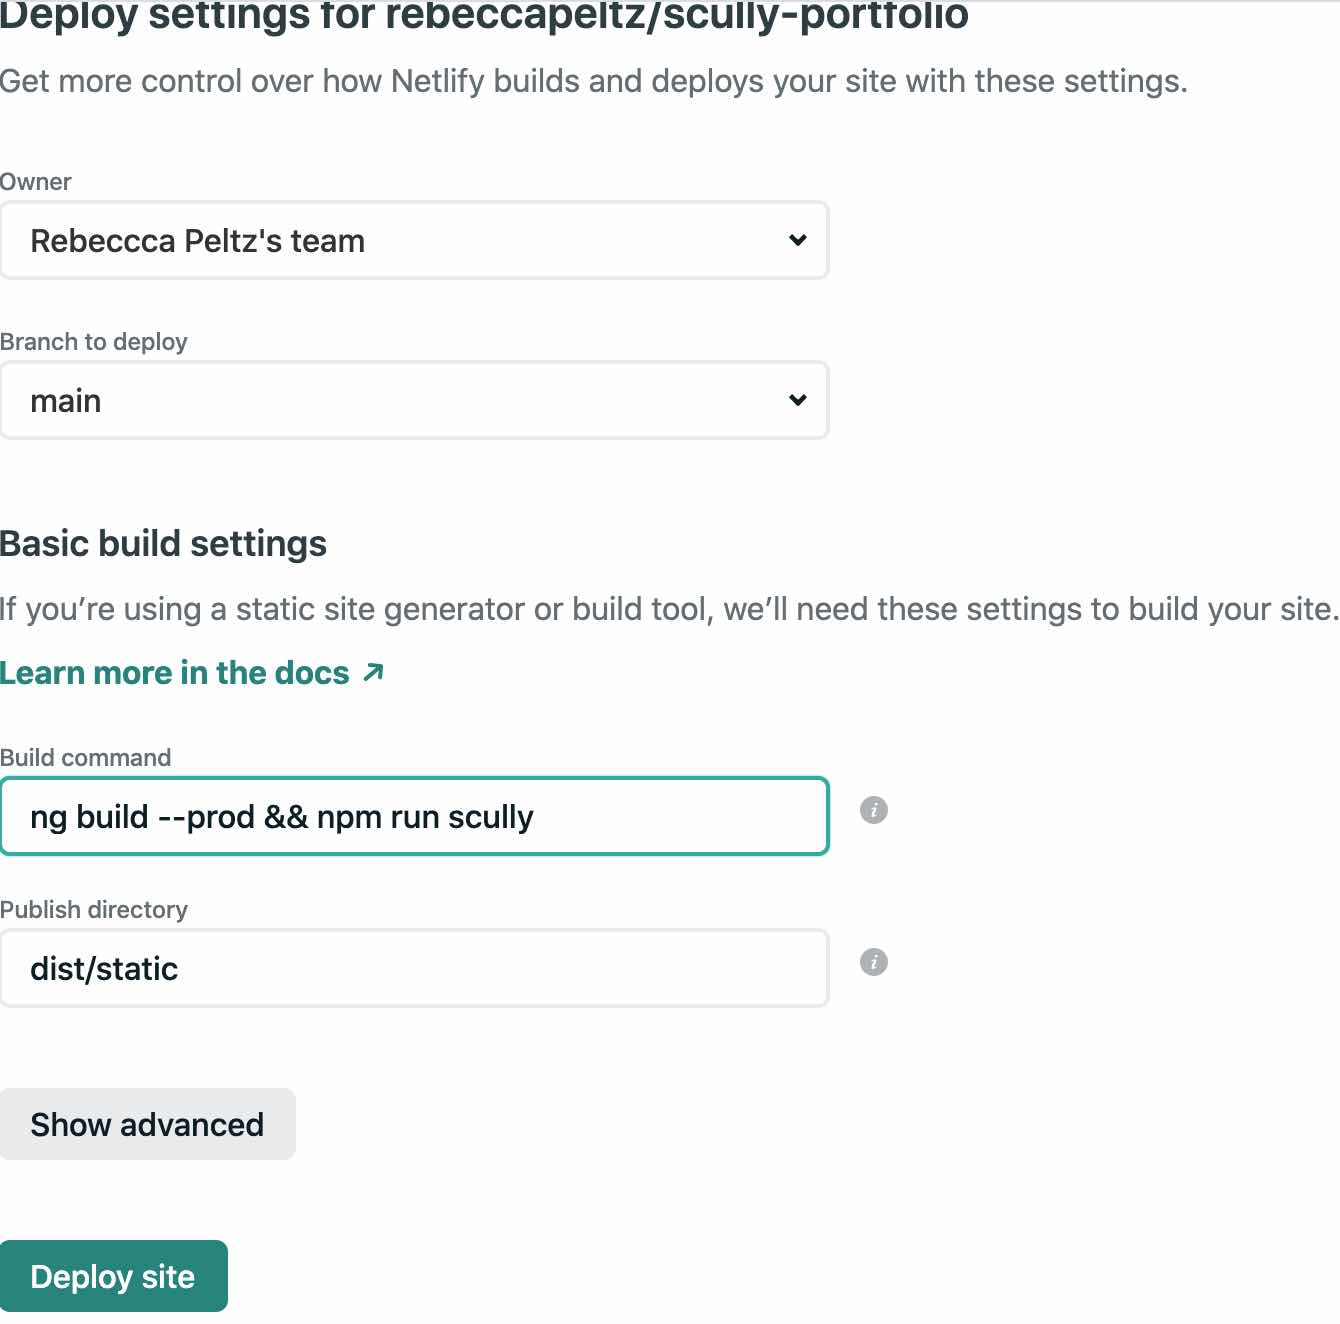 Deploy settings for rebeccapeltz/scully-portfolio
Get more control over how Netlify builds and deploys your site with these settings.
Owner
Rebeccca Peltz's team
Branch to deploy
main
Basic build settings
If you’re using a static site generator or build tool, we’ll need these settings to build your site.
Learn more in the docs ↗
Build command
ng build --prod && npm run scully
i
Publish directory
dist/static
i
Show advanced
Deploy site